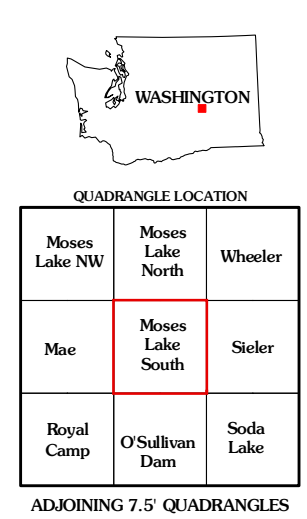 WASHINGTON
QUADRANGLE LOCATION
Moses
Lake NW
Moses
Lake
North
Wheeler
Mae
Moses
Lake
South
Sieler
Royal
Camp
O'Sullivan
Dam
Soda
Lake
ADJOINING 7.5' QUADRANGLES